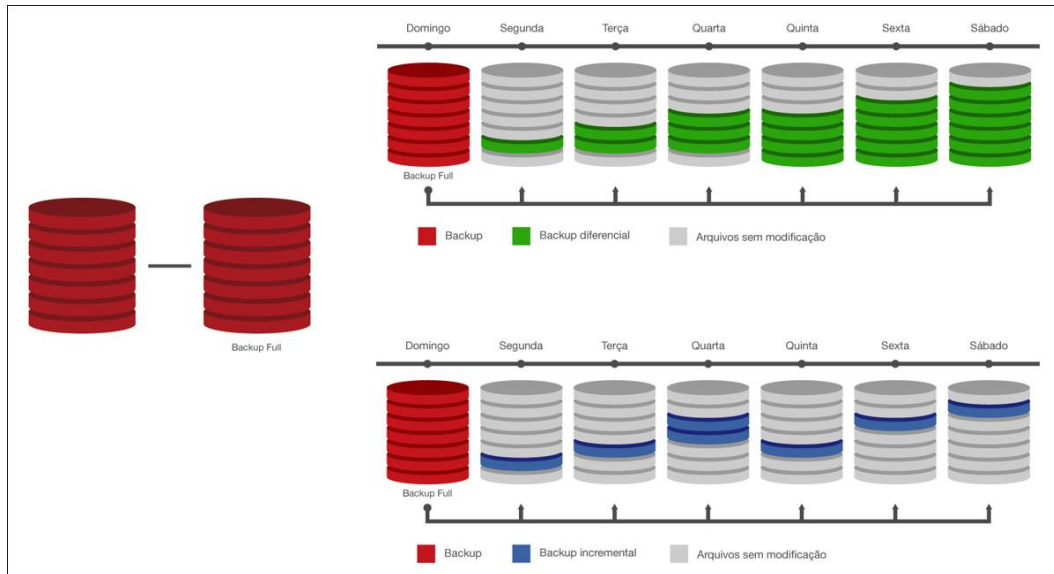 Domingo Segunda Terça Quarta Quinta Sexta Sábado
Backup Full
Backup Backup diferencial Arquivos sem modificação
Backup Full
Domingo Segunda Terça Quarta Quinta Sexta Sábado
Backup Full
Backup Backup incremental Arquivos sem modificação